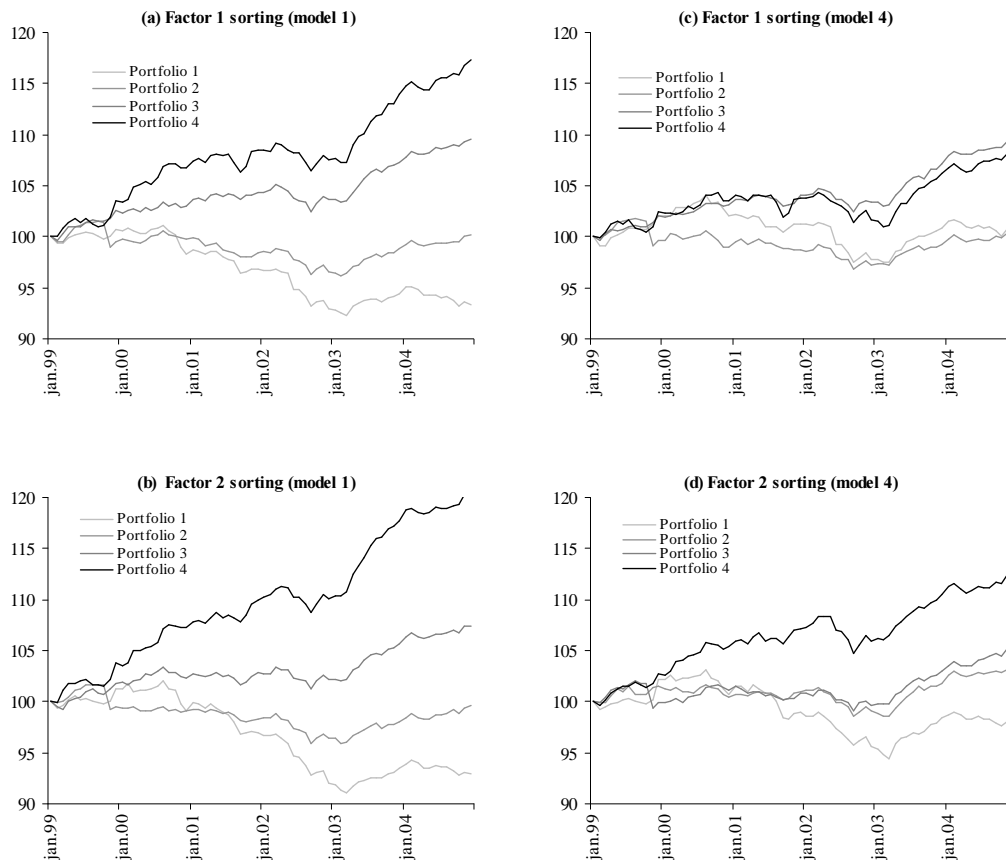 (a) Factor 1 sorting (model 1)
120
115
110
105
100
95
90
Portfolio 1
Portfolio 2
Portfolio 3
Portfolio 4
jan.99
jan.00
jan.01
jan.02
jan.03
jan.04
(c) Factor 1 sorting (model 4)
120
115
110
105
100
95
90
Portfolio 1
Portfolio 2
Portfolio 3
Portfolio 4
jan.99
jan.00
jan.01
jan.02
jan.03
jan.04
(b) Factor 2 sorting (model 1)
120
115
110
105
100
95
90
Portfolio 1
Portfolio 2
Portfolio 3
Portfolio 4
jan.99
jan.00
jan.01
jan.02
jan.03
jan.04
(d) Factor 2 sorting (model 4)
120
115
110
105
100
95
90
Portfolio 1
Portfolio 2
Portfolio 3
Portfolio 4
jan.99
jan.00
jan.01
jan.02
jan.03
jan.04